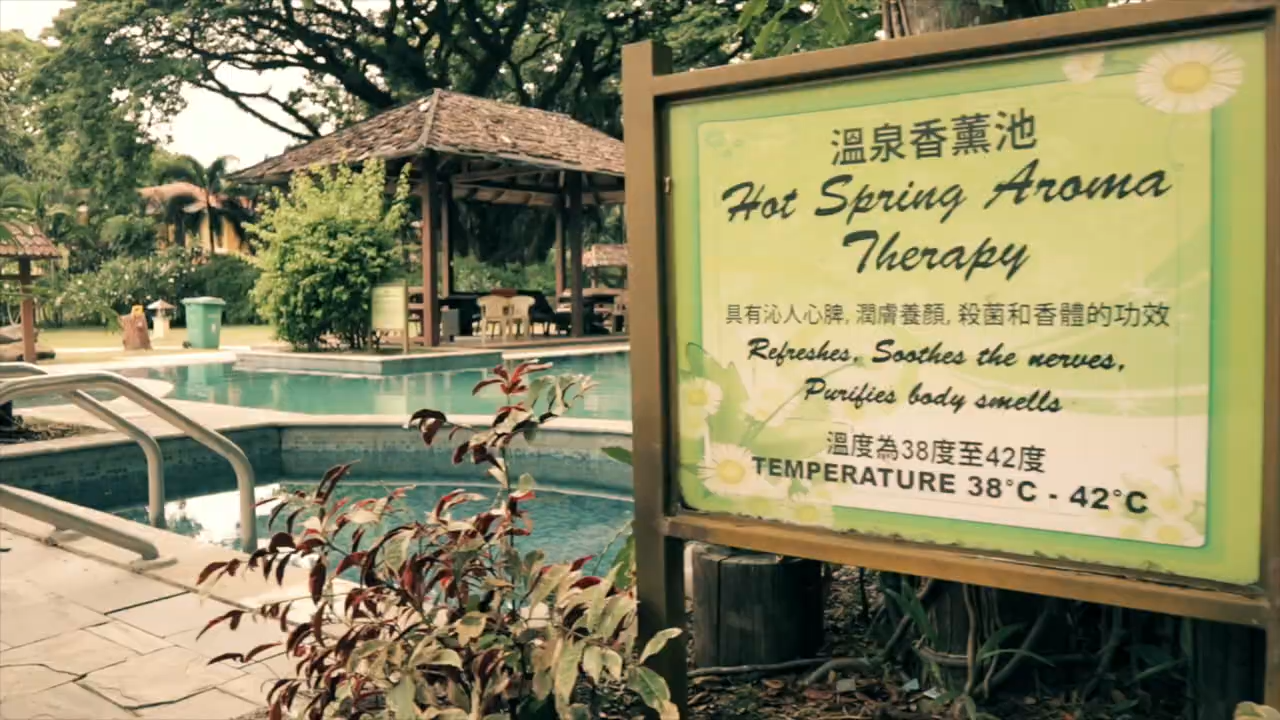 溫泉香薰池
Hot Spring Aroma
Therapy
具有沁人心脾, 潤膚養顏, 殺菌和香體的功效
Refreshes, Soothes the nerves,
Purifies body smells
溫度為38度至42度
TEMPERATURE 38°C - 42°C